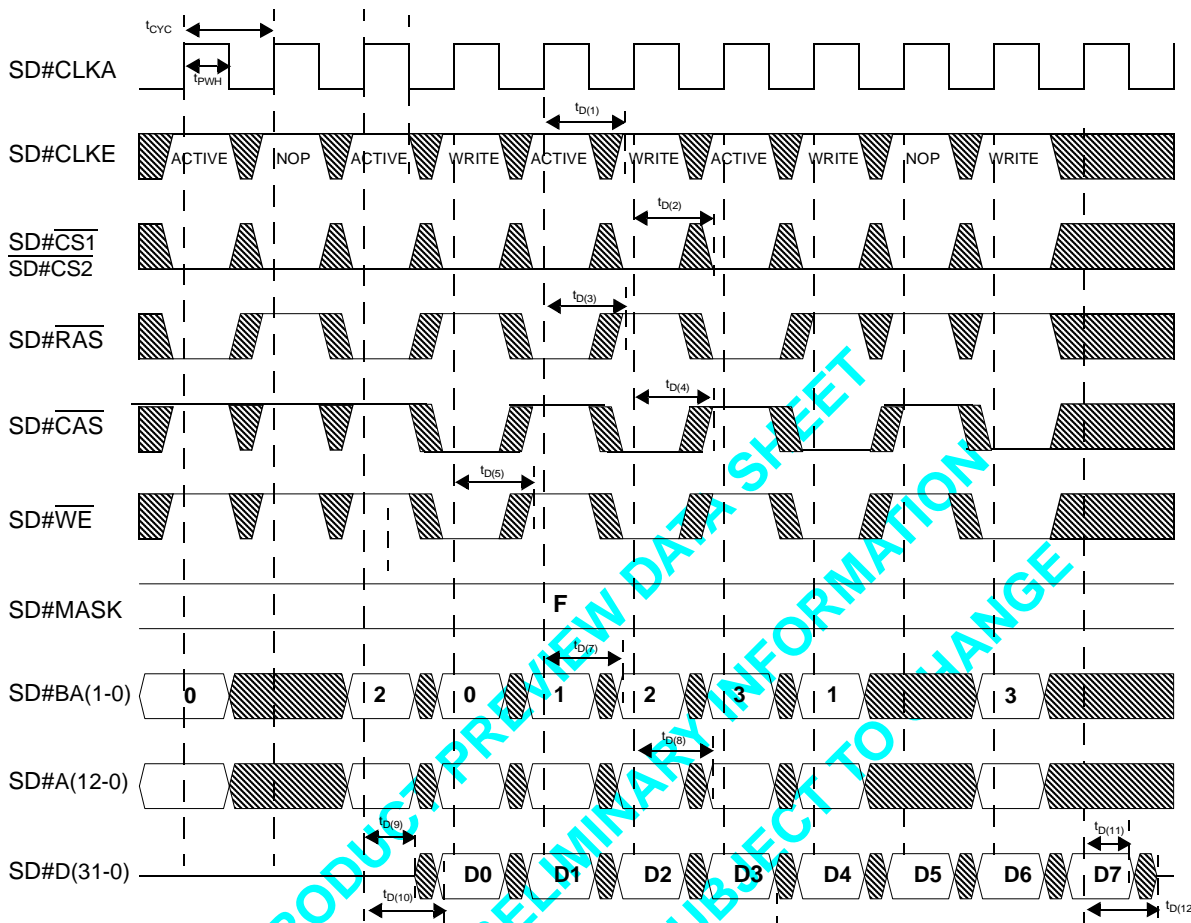 tCYC
SD#CLKA
tPWH
tD(1)
SD#CLKE
ACTIVE NOP ACTIVE WRITE ACTIVE WRITE ACTIVE WRITE NOP WRITE
tD(2)
SD#CS1
SD#CS2
tD(3)
SD#RAS
tD(4)
SD#CAS
tD(5)
SD#WE
SD#MASK
F
tD(7)
SD#BA(1-0) 0 2 0 1 2 3 1 3
tD(8)
SD#A(12-0)
tD(9)
tD(11)
SD#D(31-0) D0 D1 D2 D3 D4 D5 D6 D7
tD(10)
tD(12
PRODUCT PREVIEW DATA SHEET
PRELIMINARY INFORMATION
SUBJECT TO CHANGE